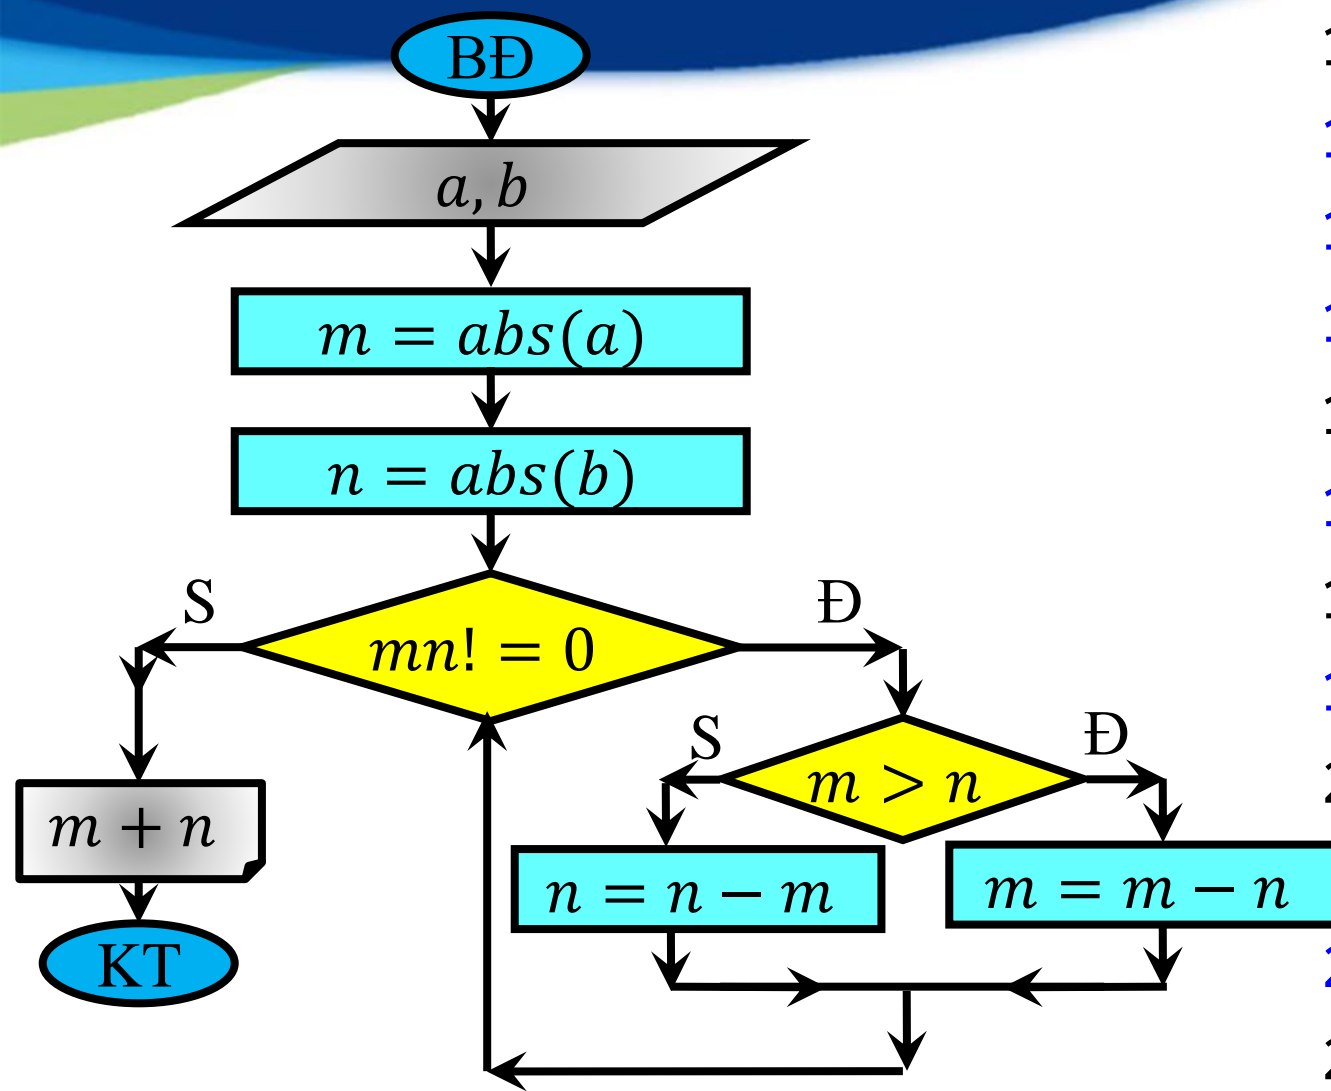 BĐ
a, b
m = abs(a)
n = abs(b)
S
Đ
mn! = 0
S
Đ
m > n
m + n
n = n − m
m = m − n
KT